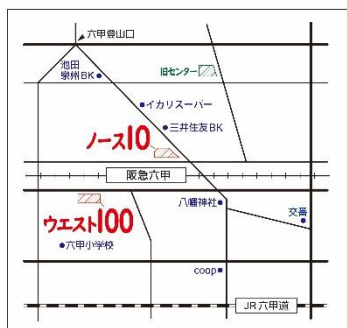 六甲登山口
池田
泉州BK
旧センター
イカリスーパー
三井住友BK
ノース10
阪急六甲
ウエスト100
八幡神社
交番
六甲小学校
coop
JR六甲道